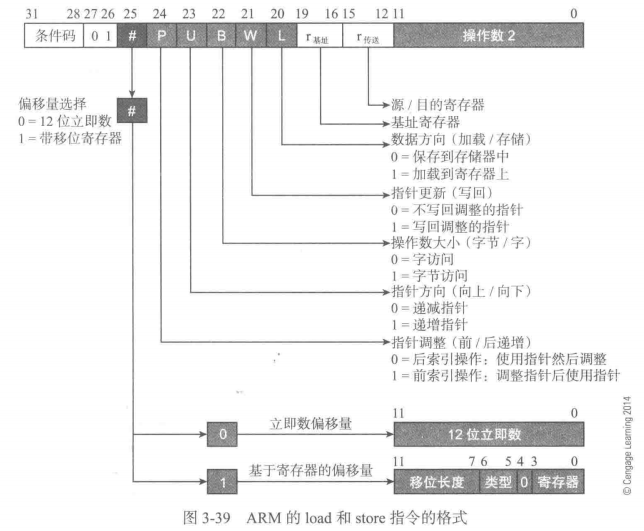 31 28 27 26 25 24 23 22 21 20 19 16 15 12 11 0
条件码 0 1 # P U B W L r基址 r传送 操作数 2
偏移量选择
#
0 = 12 位立即数
1 = 带移位寄存器
源 / 目的寄存器
基址寄存器
数据方向（加载 / 存储）
0 = 保存到存储器中
1 = 加载到寄存器上
指针更新（写回）
0 = 不写回调整的指针
1 = 写回调整的指针
操作数大小（字节 / 字）
0 = 字访问
1 = 字节访问
指针方向（向上 / 向下）
0 = 递减指针
1 = 递增指针
指针调整（前 / 后递增）
0 = 后索引操作：使用指针然后调整
1 = 前索引操作：调整指针后使用指针
11 0
0 立即数偏移量 12 位立即数
11 7 6 5 4 3 0
1 基于寄存器的偏移量 移位长度 类型 0 寄存器
© Cengage Learning 2014
图 3-39 ARM 的 load 和 store 指令的格式